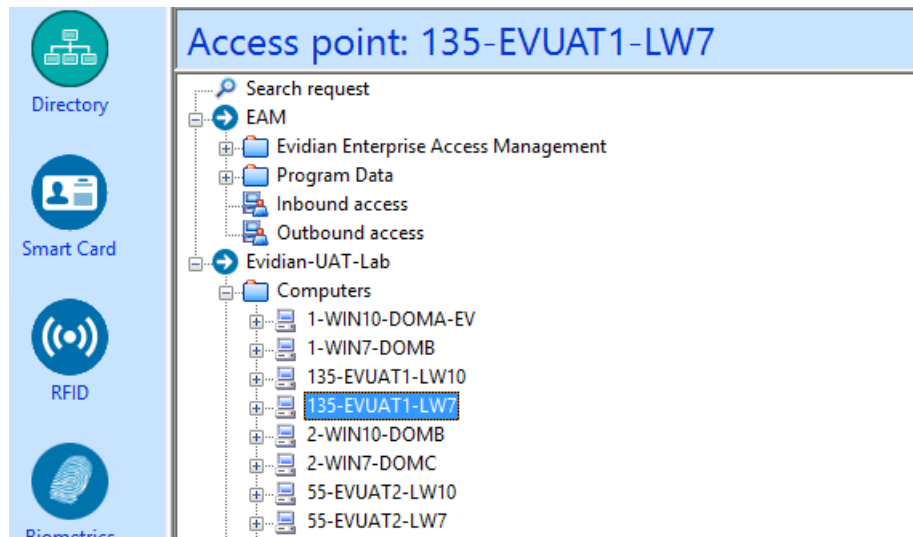 Access point: 135-EVUAT1-LW7
Directory
Smart Card
RFID
Biometrics
Search request
EAM
Evidian Enterprise Access Management
Program Data
Inbound access
Outbound access
Evidian-UAT-Lab
Computers
1-WIN10-DOMA-EV
1-WIN7-DOMB
135-EVUAT1-LW10
135-EVUAT1-LW7
2-WIN10-DOMB
2-WIN7-DOMC
55-EVUAT2-LW10
55-EVUAT2-LW7